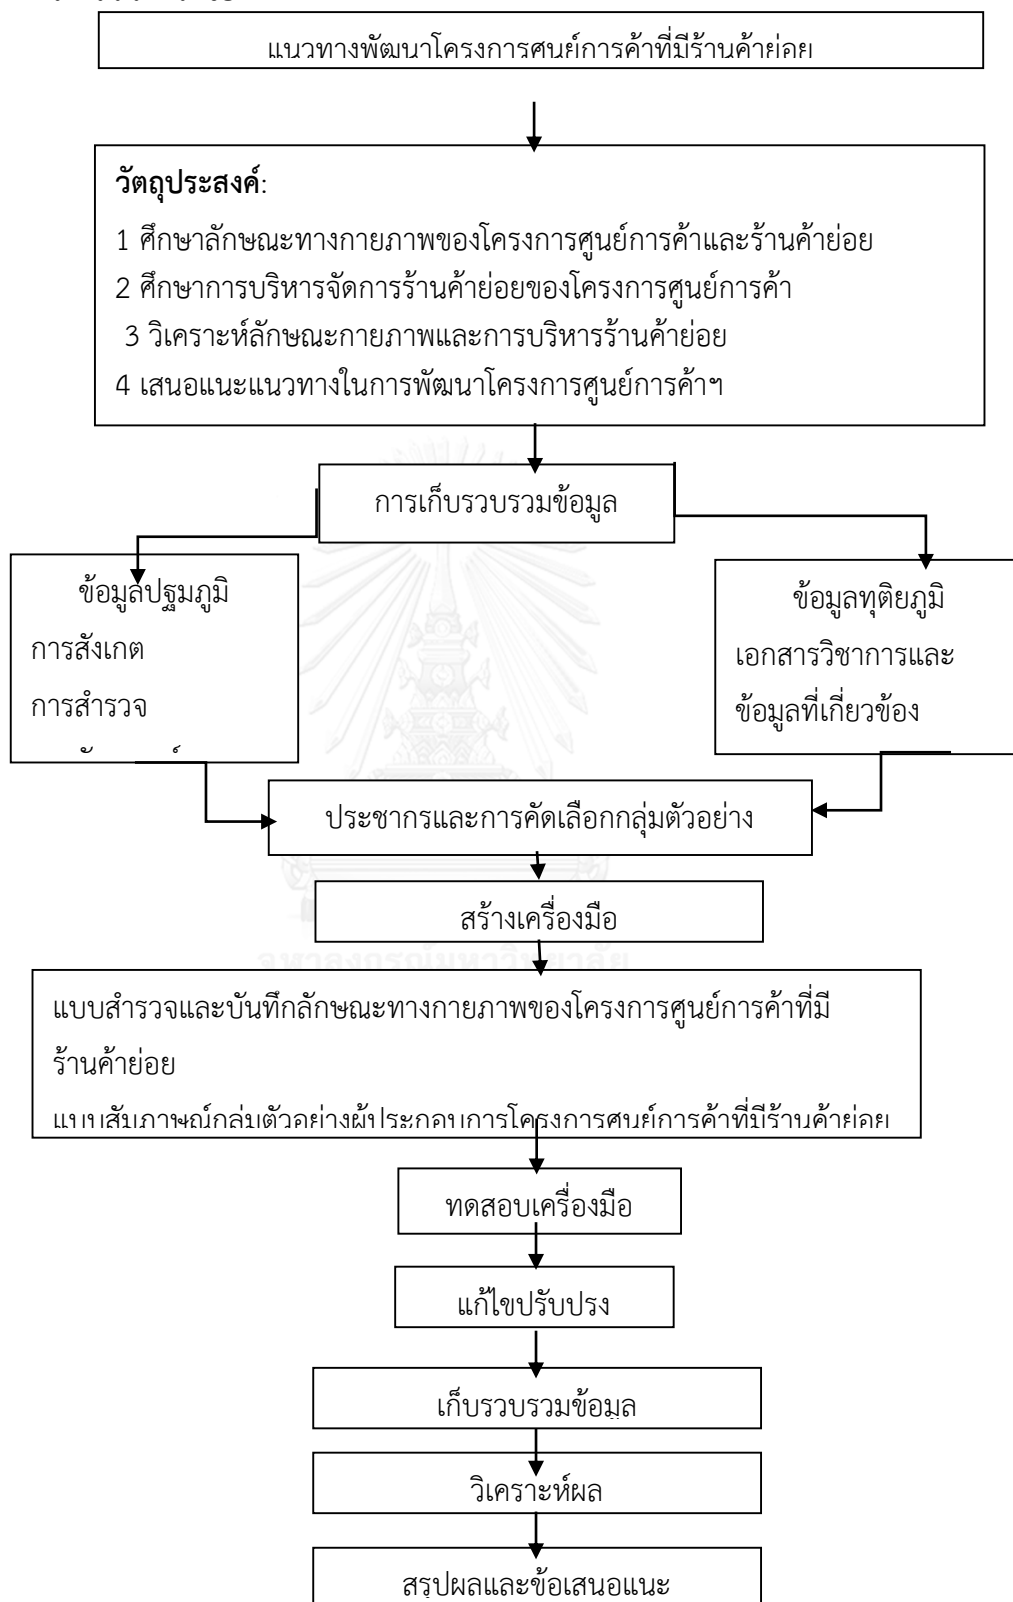 แนวทางพัฒนาโครงการศูนย์การค้าที่มีร้านค้าย่อย
วัตถุประสงค์:
1 ศึกษาลักษณะทางกายภาพของโครงการศูนย์การค้าและร้านค้าย่อย
2 ศึกษาการบริหารจัดการร้านค้าย่อยของโครงการศูนย์การค้า
3 วิเคราะห์ลักษณะกายภาพและการบริหารร้านค้าย่อย
4 เสนอแนะแนวทางในการพัฒนาโครงการศูนย์การค้าฯ
การเก็บรวบรวมข้อมูล
ข้อมูลปฐมภูมิ
การสังเกต
การสำรวจ
ข้อมูลทุติยภูมิ
เอกสารวิชาการและ
ข้อมูลที่เกี่ยวข้อง
ประชากรและการคัดเลือกกลุ่มตัวอย่าง
สร้างเครื่องมือ
จุฬาลงกรณ์มหาวิทยาลัย
แบบสำรวจและบันทึกลักษณะทางกายภาพของโครงการศูนย์การค้าที่มี
ร้านค้าย่อย
แบบสัมภาษณ์กลุ่มตัวอย่างผู้ประกอบการโครงการศูนย์การค้าที่มีร้านค้าย่อย
ทดสอบเครื่องมือ
แก้ไขปรับปรุง
เก็บรวบรวมข้อมูล
วิเคราะห์ผล
สรุปผลและข้อเสนอแนะ